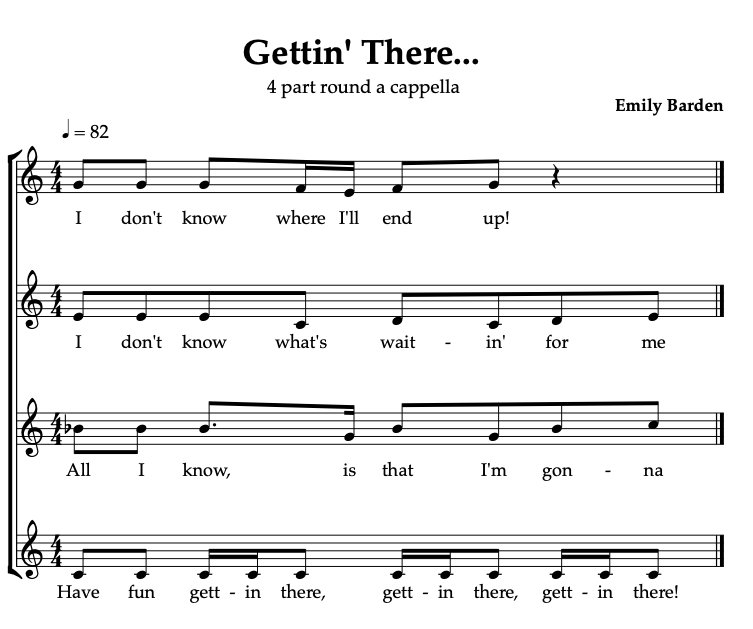 Gettin' There...
4 part round a cappella
Emily Barden
♩ = 82
I don't know where I'll end up!
I don't know what's wait - in' for me
All I know, is that I'm gon - na
Have fun gett - in there, gett - in there, gett - in there!